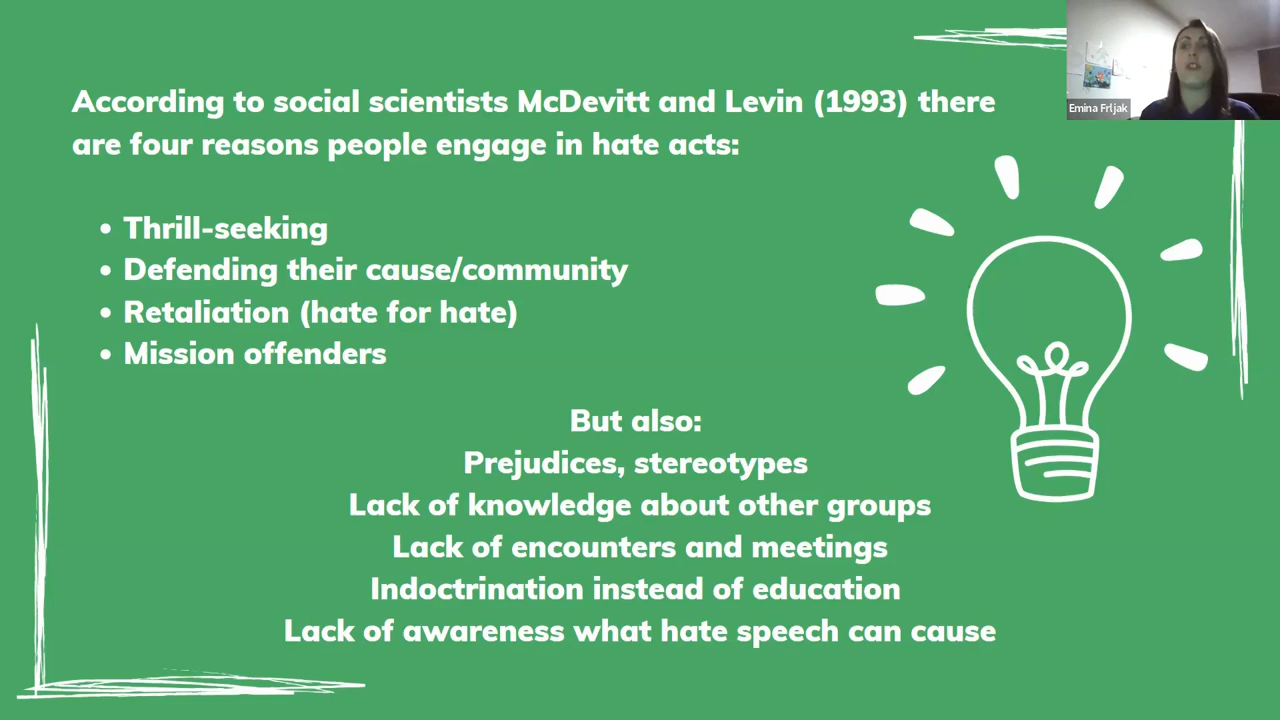 According to social scientists McDevitt and Levin (1993) there
are four reasons people engage in hate acts:
• Thrill-seeking
• Defending their cause/community
• Retaliation (hate for hate)
• Mission offenders
But also:
Prejudices, stereotypes
Lack of knowledge about other groups
Lack of encounters and meetings
Indoctrination instead of education
Lack of awareness what hate speech can cause
Emina Frljak